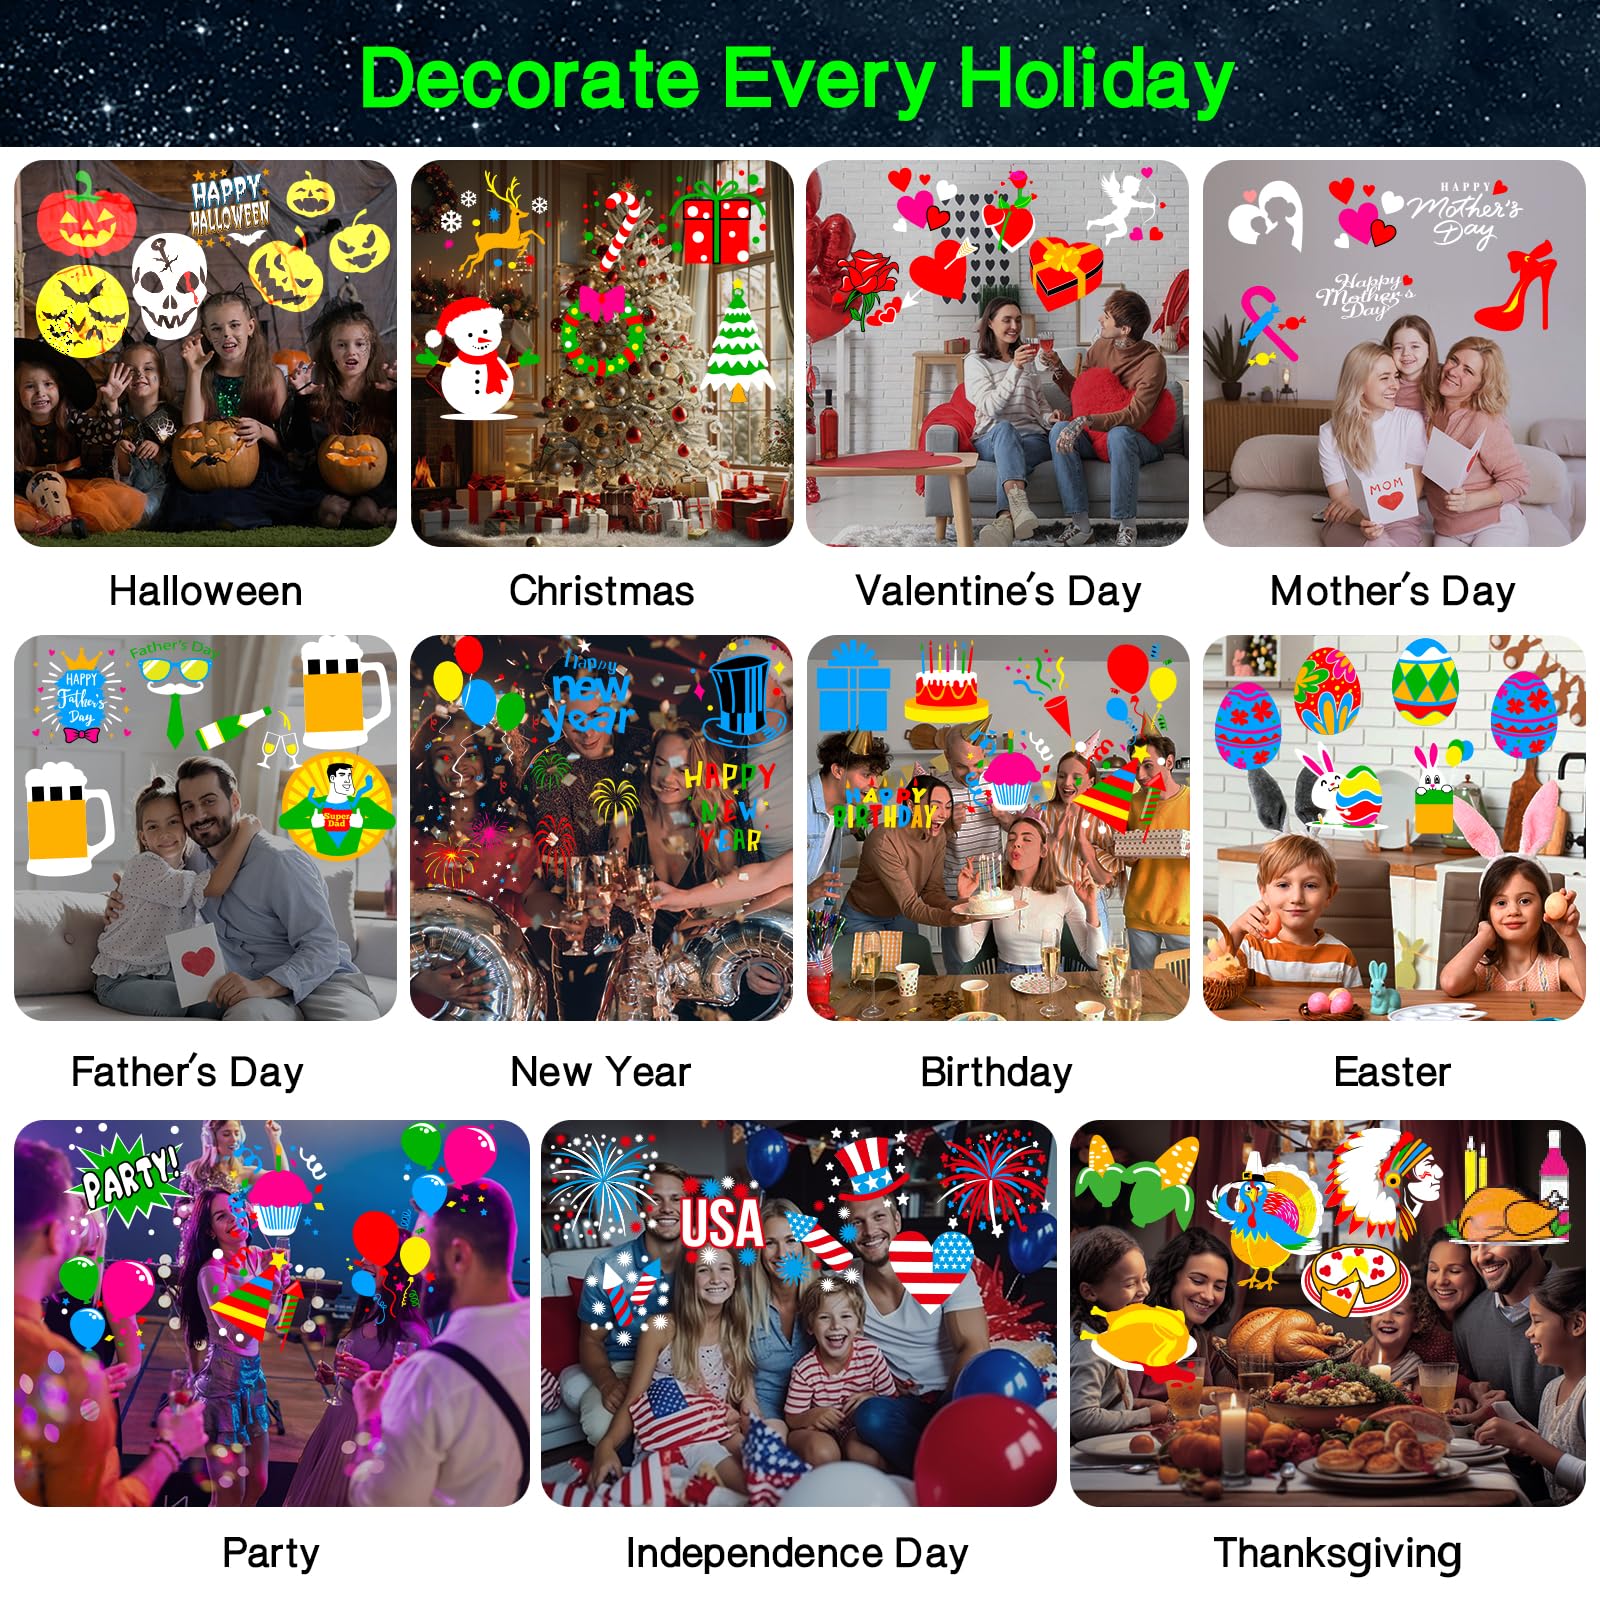 Decorate Every Holiday
HAPPY
HALLOWEEN
HAPPY
Mother's
Day
Happy
Mother's
Day
MOM
Halloween
Christmas
Valentine's Day
Mother's Day
HAPPY
Father's
Day
Father's Day
Super
Dad
Happy
new
year
HAPPY
NEW
YEAR
HAPPY
BIRTHDAY
Father's Day
New Year
Birthday
Easter
PARTY!
USA
Party
Independence Day
Thanksgiving